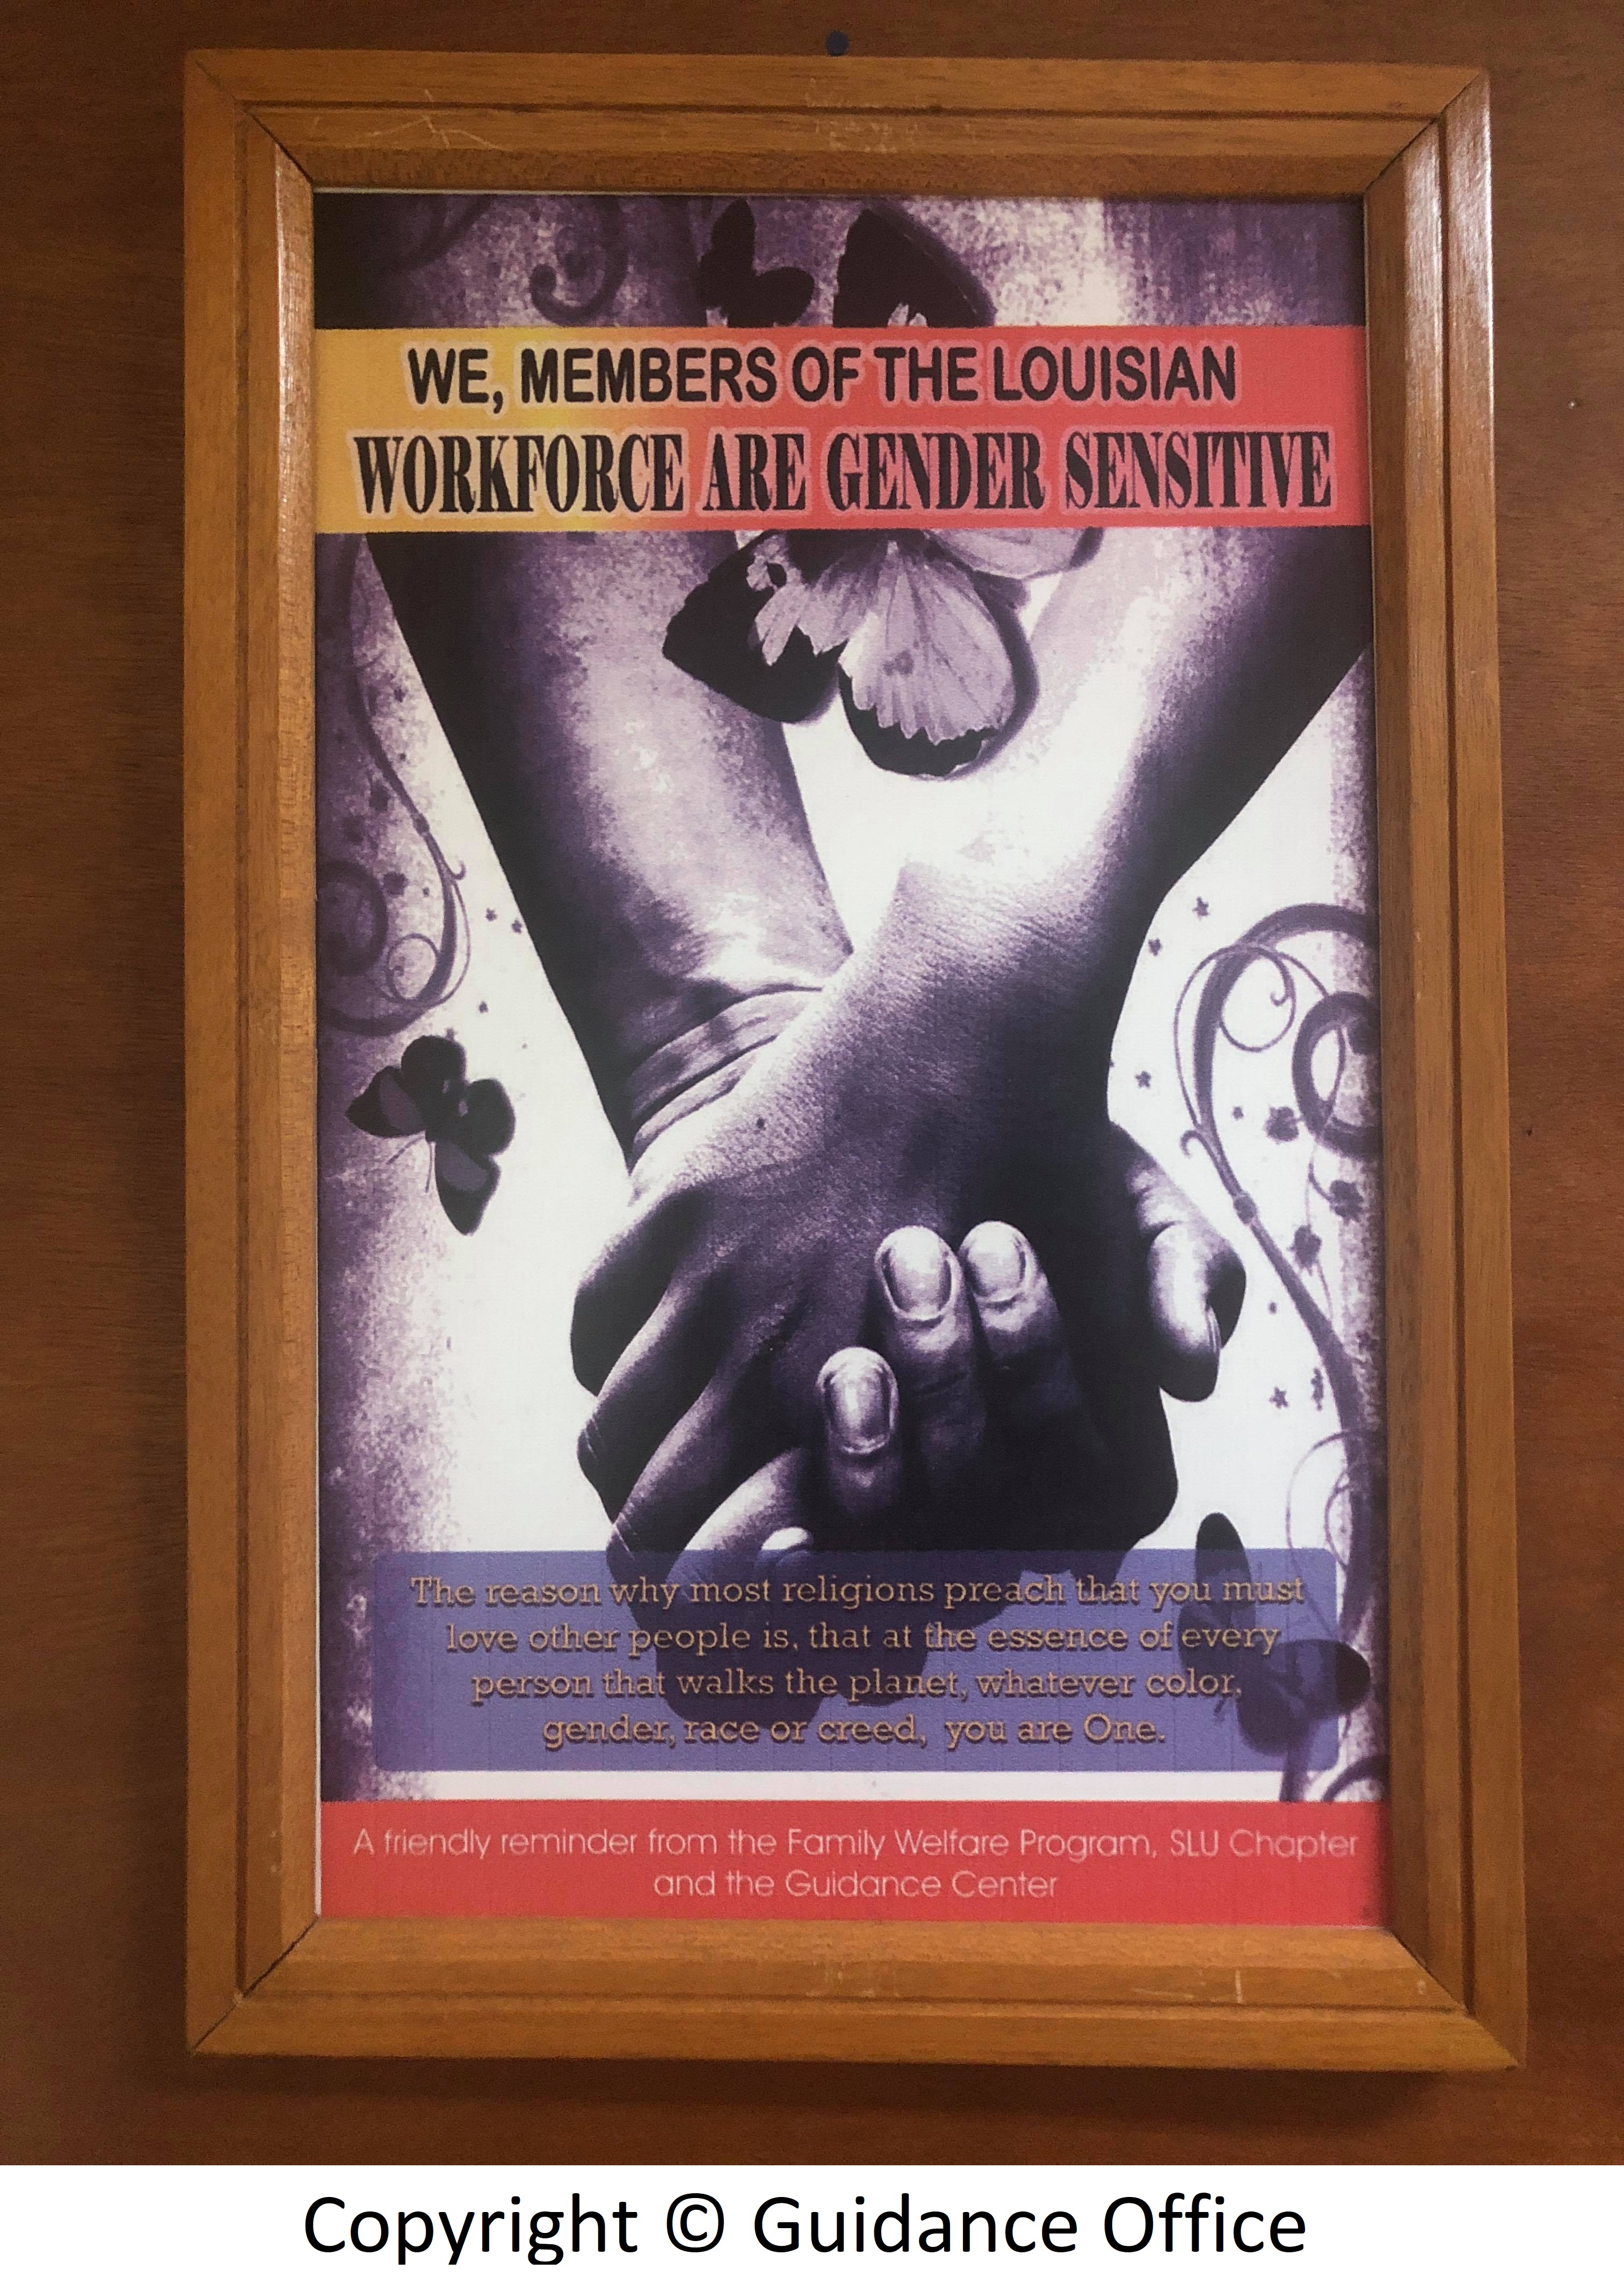 WE, MEMBERS OF THE LOUISIAN
WORKFORCE ARE GENDER SENSITIVE
The reason why most religions preach that you must
love other people is, that at the essence of every
person that walks the planet, whatever color,
gender, race or creed, you are One.
A friendly reminder from the Family Welfare Program, SLU Chapter
and the Guidance Center
Copyright © Guidance Office